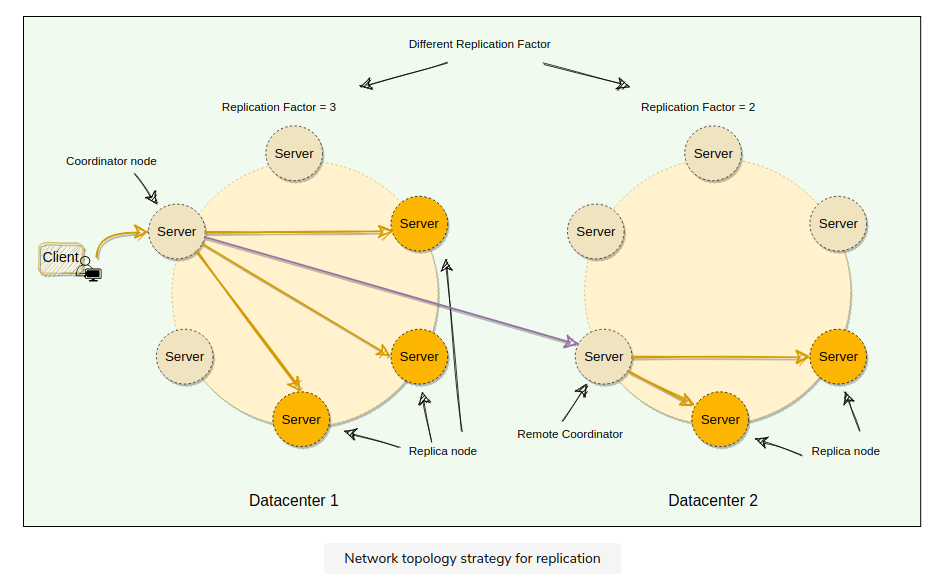 Different Replication Factor
Replication Factor = 3
Replication Factor = 2
Server
Server
Coordinator node
Server
Server
Server
Server
Client
Server
Server
Server
Server
Server
Server
Server
Remote Coordinator
Replica node
Replica node
Datacenter 1
Datacenter 2
Network topology strategy for replication